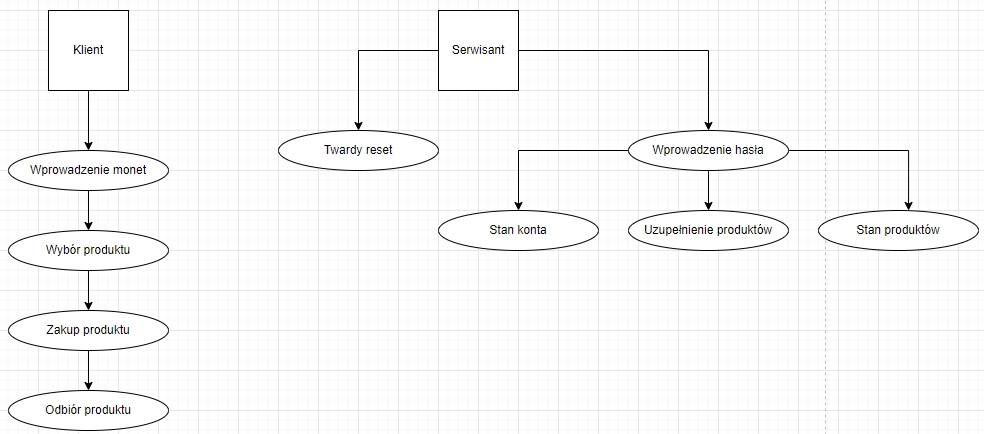 Klient
Serwisant
Twardy reset
Wprowadzenie hasła
Wprowadzenie monet
Stan konta
Uzupełnienie produktów
Stan produktów
Wybór produktu
Zakup produktu
Odbiór produktu